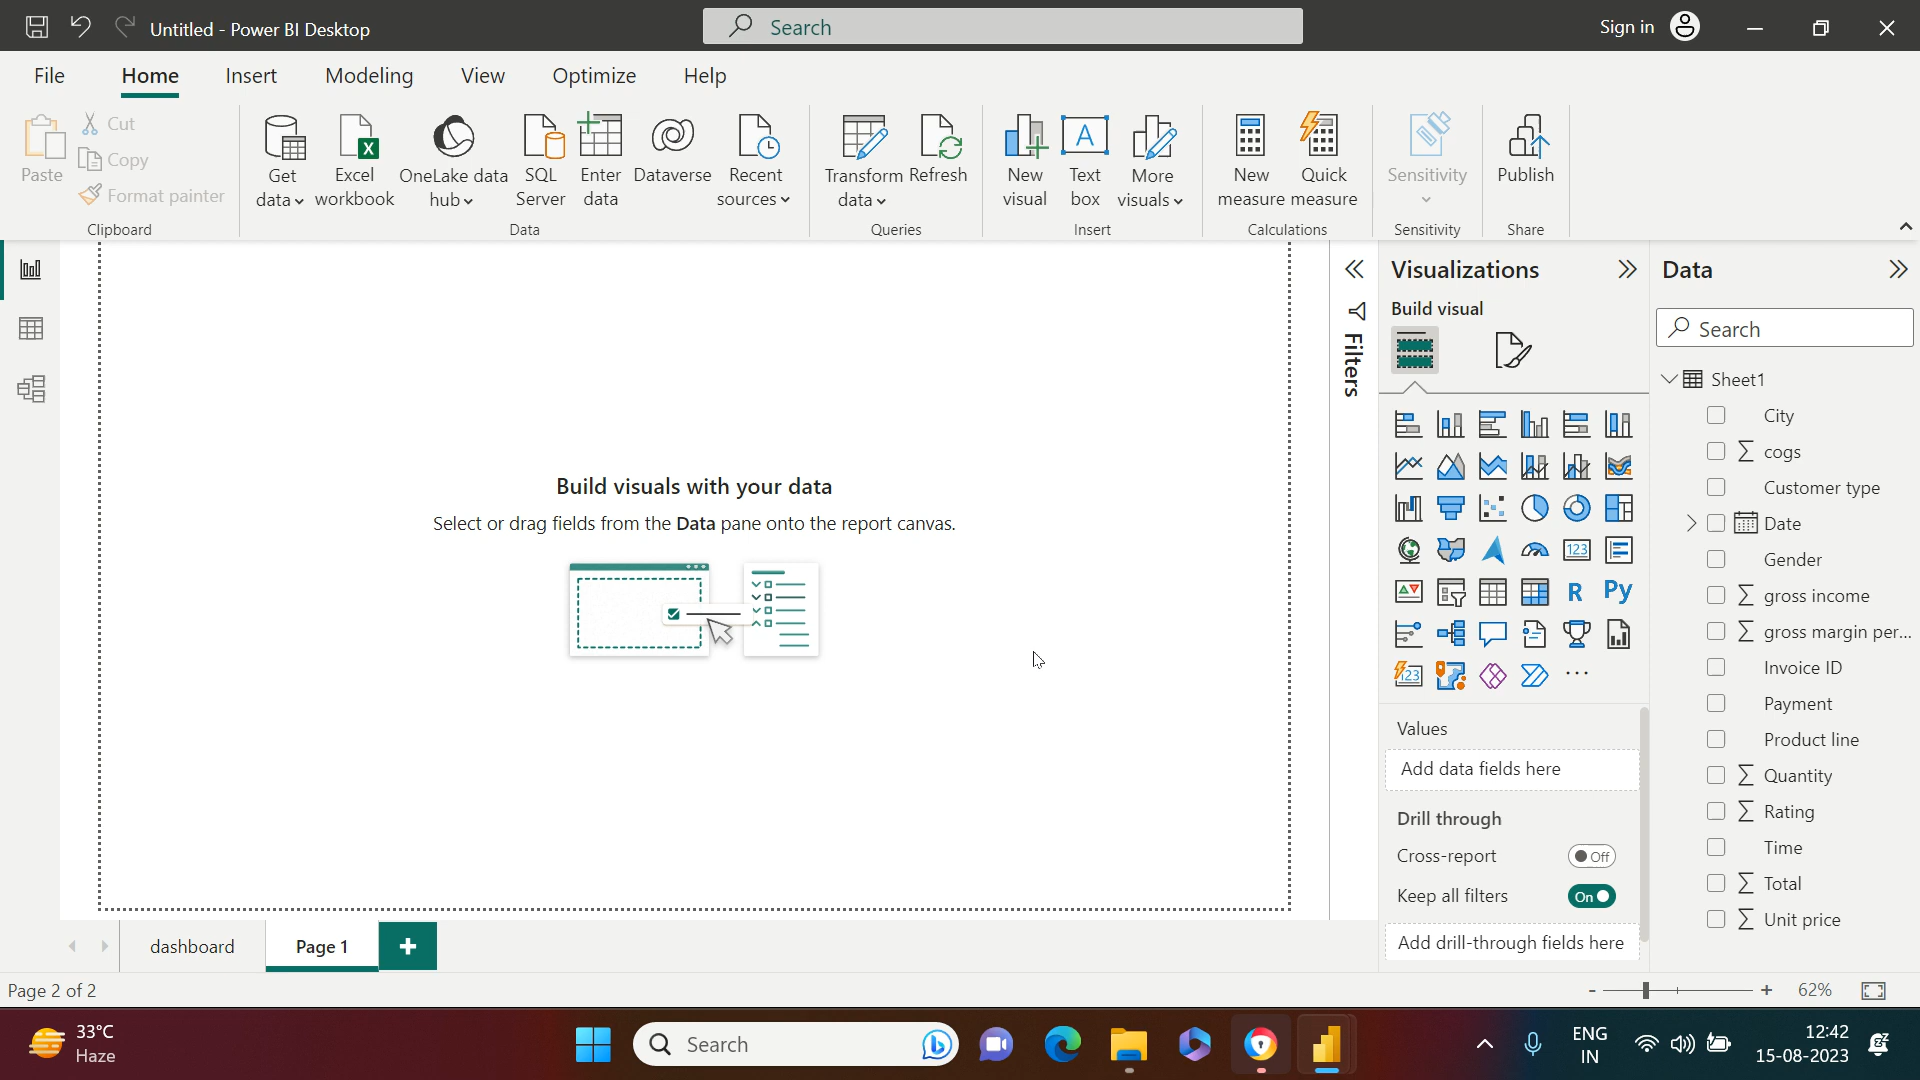 Untitled - Power BI Desktop
Search
Sign in
File
Home
Insert
Modeling
View
Optimize
Help
Paste
Cut
Copy
Format painter
Clipboard
Get data
Excel workbook
OneLake data hub
SQL Server
Enter data
Dataverse
Recent sources
Data
Transform data
Refresh
Queries
New visual
Text box
More visuals
Insert
New measure
Quick measure
Calculations
Sensitivity
Sensitivity
Publish
Share
Build visuals with your data
Select or drag fields from the Data pane onto the report canvas.
Filters
Visualizations
Build visual
123
R
Py
123
Values
Add data fields here
Drill through
Cross-report
Off
Keep all filters
On
Add drill-through fields here
Data
Search
Sheet1
City
cogs
Customer type
Date
Gender
gross income
gross margin per...
Invoice ID
Payment
Product line
Quantity
Rating
Time
Total
Unit price
dashboard
Page 1
Page 2 of 2
62%
33°C
Haze
Search
ENG
IN
12:42
15-08-2023